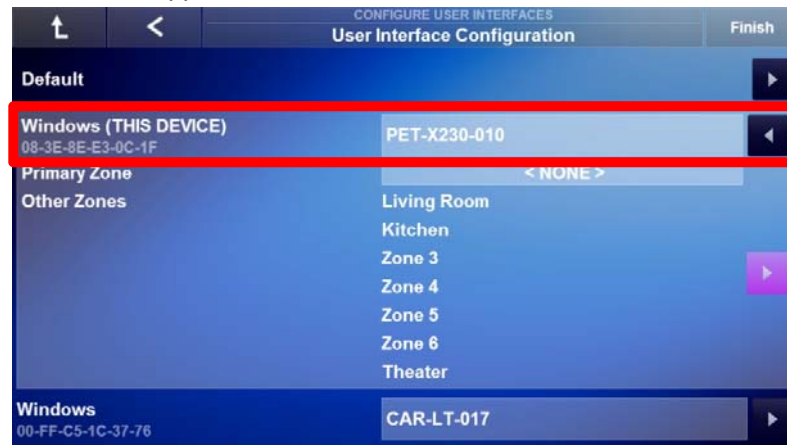 CONFIGURE USER INTERFACES
User Interface Configuration
Finish
Default
Windows (THIS DEVICE)
PET-X230-010
08-3E-8E-E3-0C-1F
Primary Zone
< NONE >
Other Zones
Living Room
Kitchen
Zone 3
Zone 4
Zone 5
Zone 6
Theater
Windows
CAR-LT-017
00-FF-C5-1C-37-76